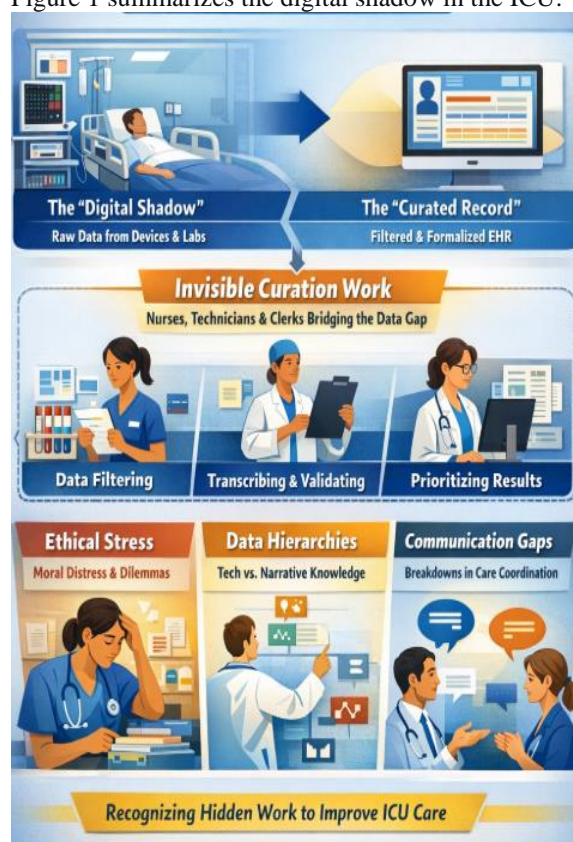 Figure 1 summarizes the digital shadow in the ICU.
The "Digital Shadow"
Raw Data from Devices & Labs
The "Curated Record"
Filtered & Formalized EHR
Invisible Curation Work
Nurses, Technicians & Clerks Bridging the Data Gap
Data Filtering
Transcribing & Validating
Prioritizing Results
Ethical Stress
Moral Distress & Dilemmas
Data Hierarchies
Tech vs. Narrative Knowledge
Communication Gaps
Breakdowns in Care Coordination
Recognizing Hidden Work to Improve ICU Care